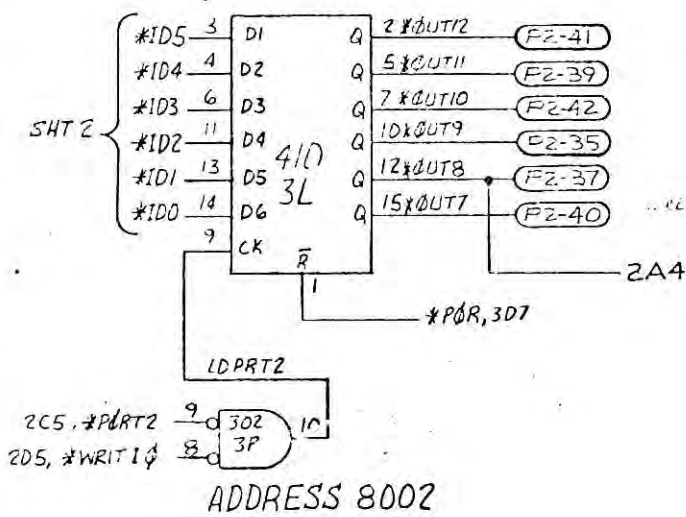 *ID5 3 D1 Q 2 *ØUT12 P2-41
*ID4 4 D2 Q 5 *ØUT11 P2-39
*ID3 6 D3 Q 7 *ØUT10 P2-42
SHT 2
*ID2 11 D4 Q 10 *ØUT9 P2-35
41D
*ID1 13 D5 Q 12 *ØUT8 P2-37
3L
*ID0 14 D6 Q 15 *ØUT7 P2-40
9 CK
R̅
1
2A4
*PØR, 3D7
LDPRT2
2C5, *PØRT2 9 302 10
2D5, *WRITIØ 8 3P
ADDRESS 8002